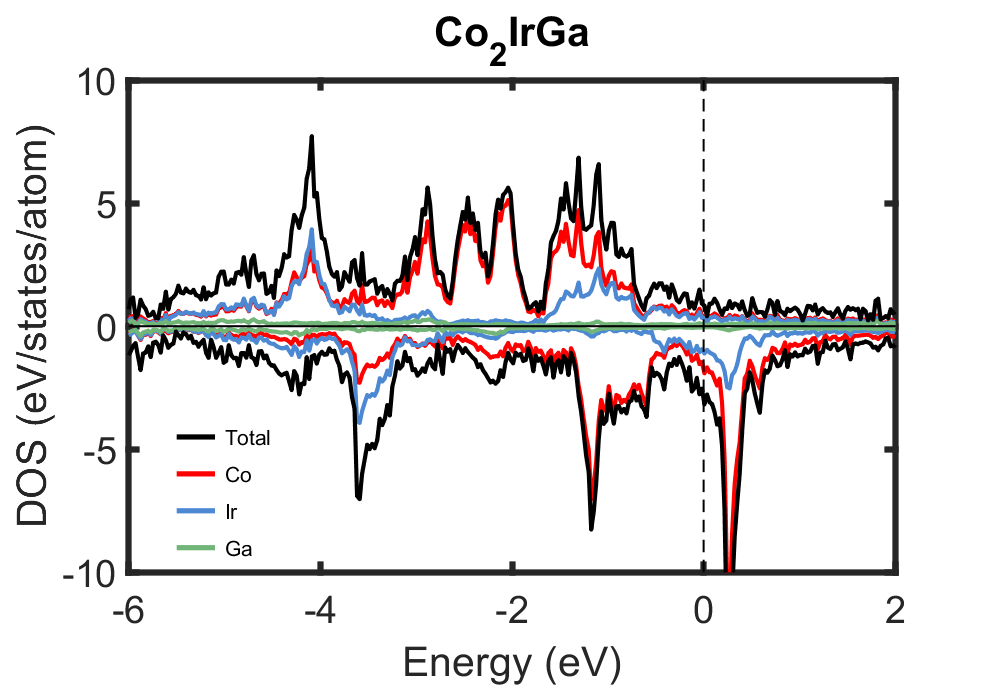 Co₂IrGa
10
5
0
-5
-10
DOS (eV/states/atom)
Total
Co
Ir
Ga
-6 -4 -2 0 2
Energy (eV)